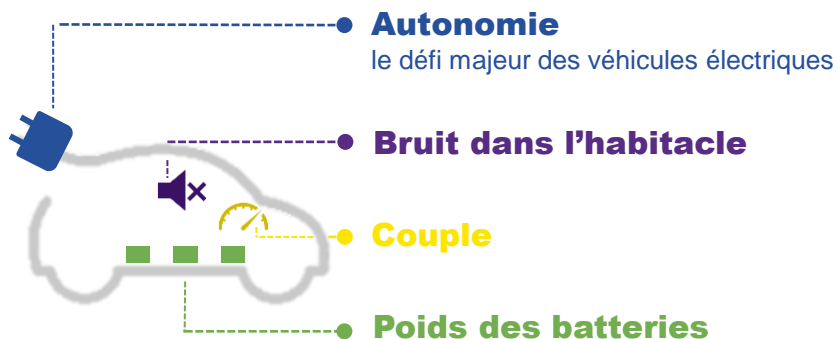 Autonomie
le défi majeur des véhicules électriques
Bruit dans l’habitacle
Couple
Poids des batteries